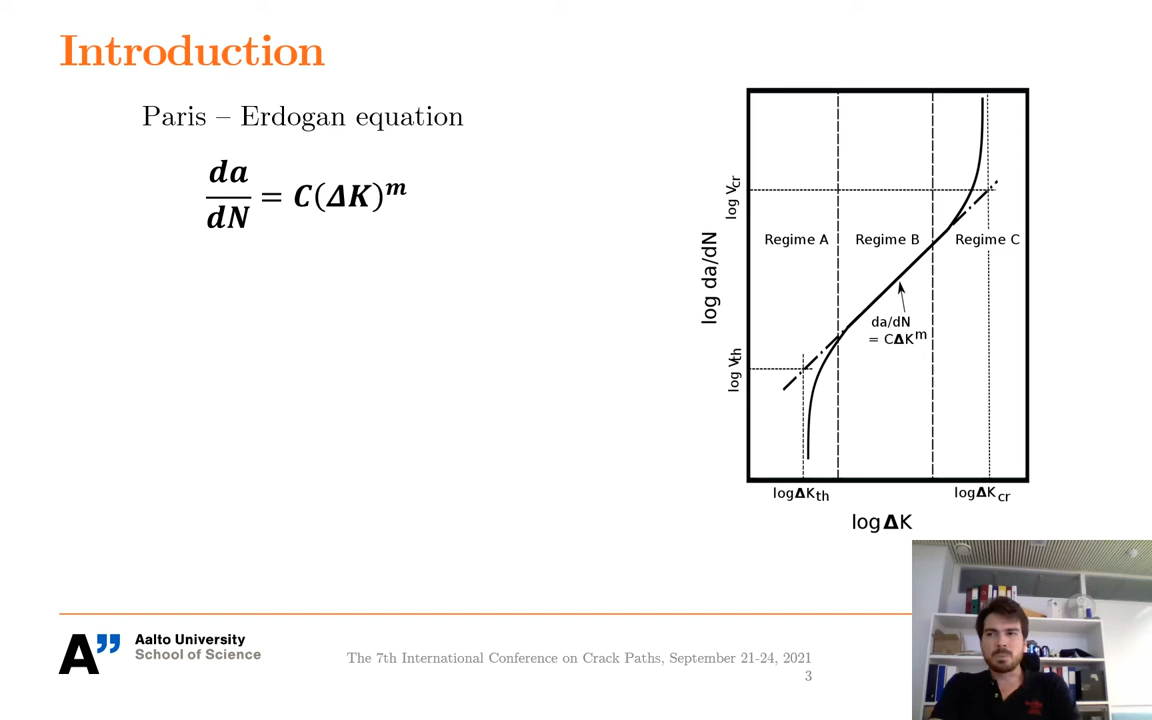 Introduction
Paris – Erdogan equation
da
dN
= C(ΔK)^m
log V_cr
log da/dN
Regime A
Regime B
Regime C
da/dN
= CΔK^m
log V_th
logΔK_th
logΔK_cr
logΔK
A”
Aalto University
School of Science
The 7th International Conference on Crack Paths, September 21-24, 2021
3